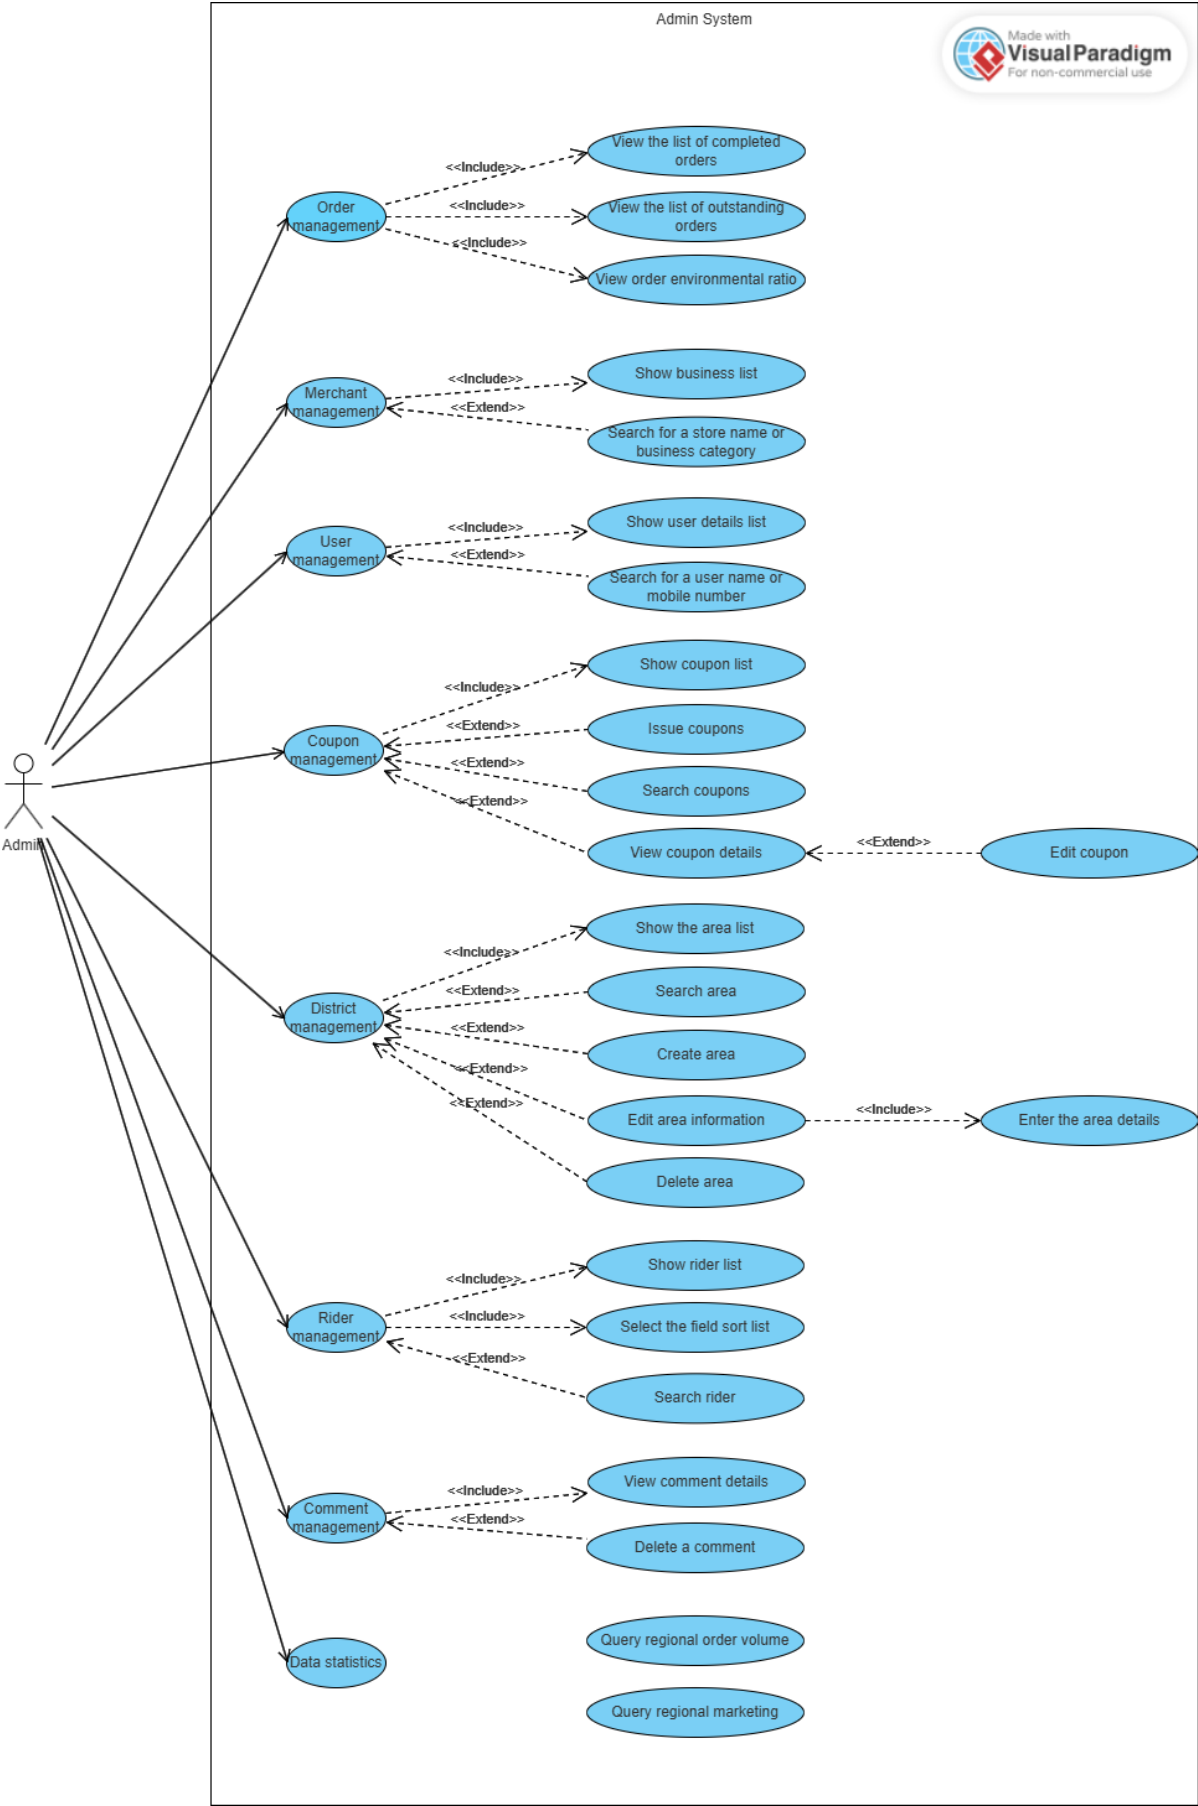 Admin System
Made with
Visual Paradigm
For non-commercial use
View the list of completed
orders
<<Include>>
Order
management
<<Include>>
View the list of outstanding
orders
<<Include>>
View order environmental ratio
Merchant
management
<<Include>>
Show business list
<<Extend>>
Search for a store name or
business category
User
management
<<Include>>
Show user details list
<<Extend>>
Search for a user name or
mobile number
Coupon
management
<<Include>>
Show coupon list
<<Extend>>
Issue coupons
<<Extend>>
Search coupons
<<Extend>>
View coupon details
<<Extend>>
Edit coupon
Admin
District
management
<<Include>>
Show the area list
<<Extend>>
Search area
<<Extend>>
Create area
<<Extend>>
Edit area information
<<Include>>
Enter the area details
<<Extend>>
Delete area
Rider
management
<<Include>>
Show rider list
<<Include>>
Select the field sort list
<<Extend>>
Search rider
Comment
management
<<Include>>
View comment details
<<Extend>>
Delete a comment
Data statistics
Query regional order volume
Query regional marketing